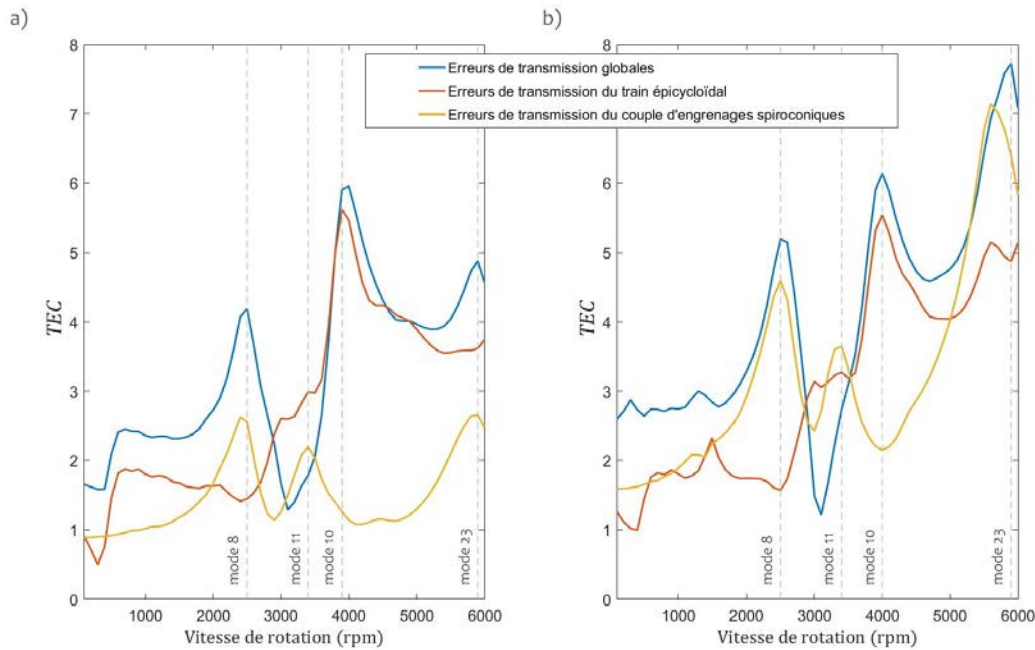 a)
b)
Erreurs de transmission globales
Erreurs de transmission du train épicycloïdal
Erreurs de transmission du couple d'engrenages spiroconiques
8
7
6
5
4
3
2
1
0
TEC
mode 8
mode 11
mode 10
mode 23
1000 2000 3000 4000 5000 6000
Vitesse de rotation (rpm)
8
7
6
5
4
3
2
1
0
TEC
mode 8
mode 11
mode 10
mode 23
1000 2000 3000 4000 5000 6000
Vitesse de rotation (rpm)